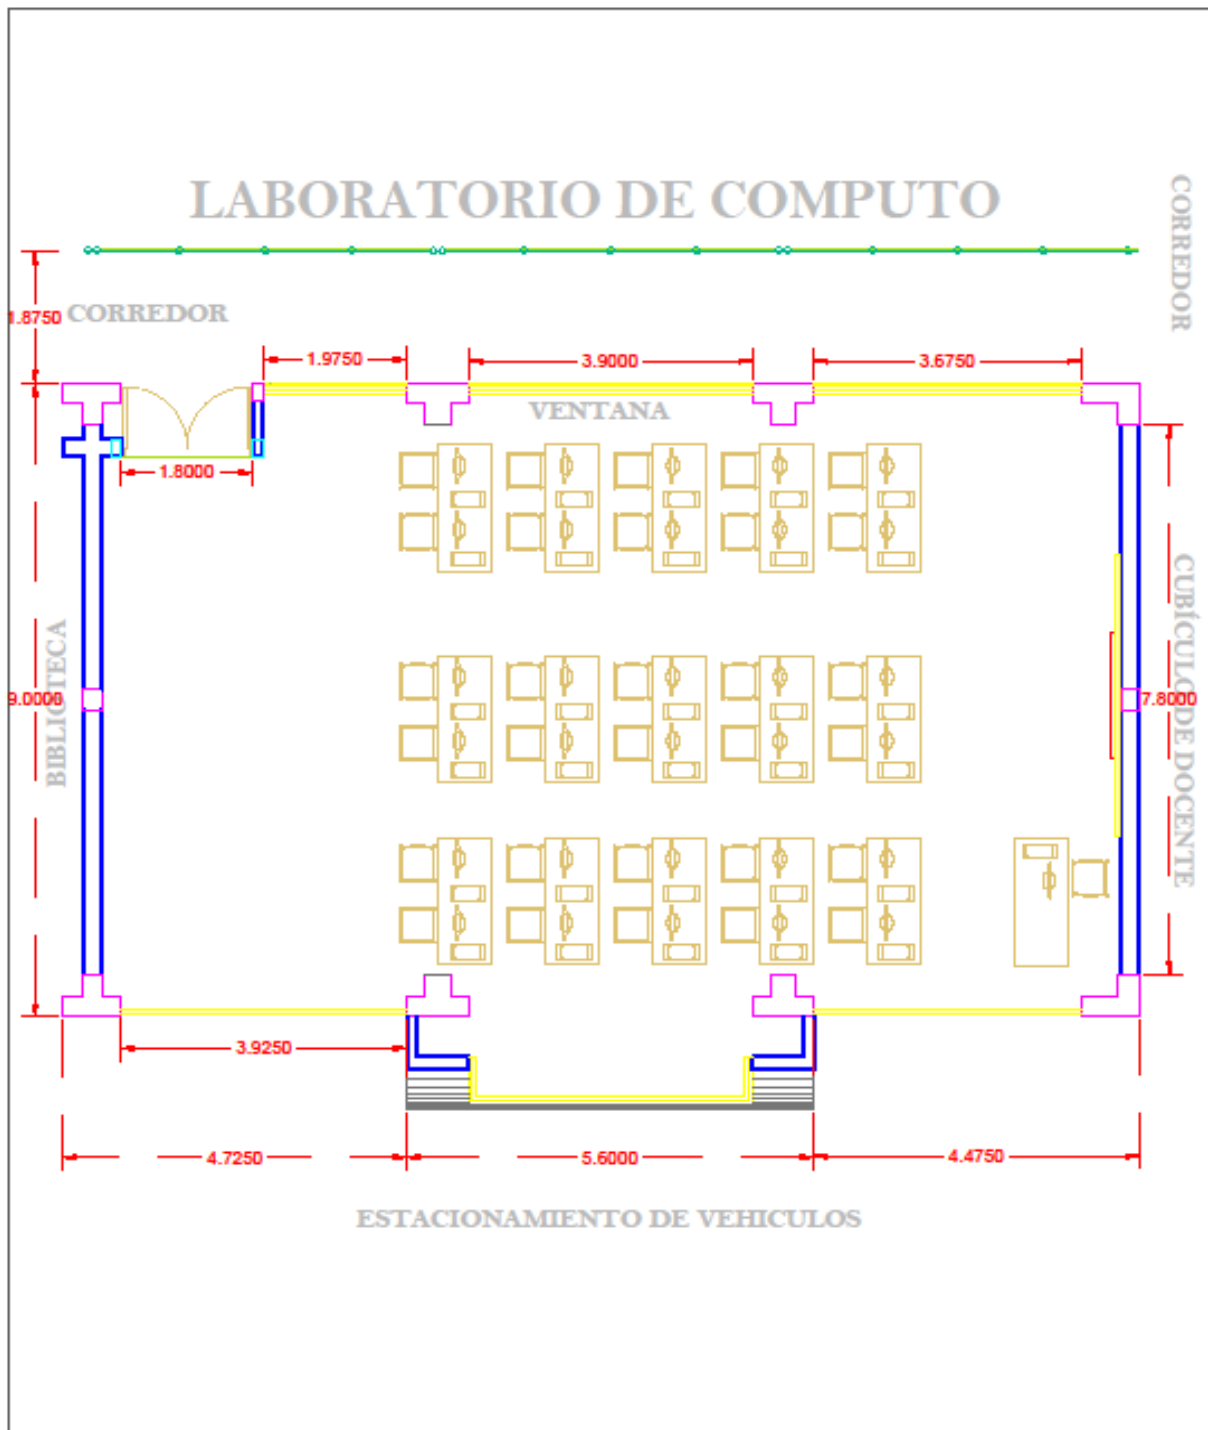 LABORATORIO DE COMPUTO
CORREDOR
1.8750
CORREDOR
1.9750
3.9000
3.6750
VENTANA
1.8000
BIBLIOTECA
9.0000
7.8000
CUBÍCULO DE DOCENTE
3.9250
4.7250
5.6000
4.4750
ESTACIONAMIENTO DE VEHICULOS